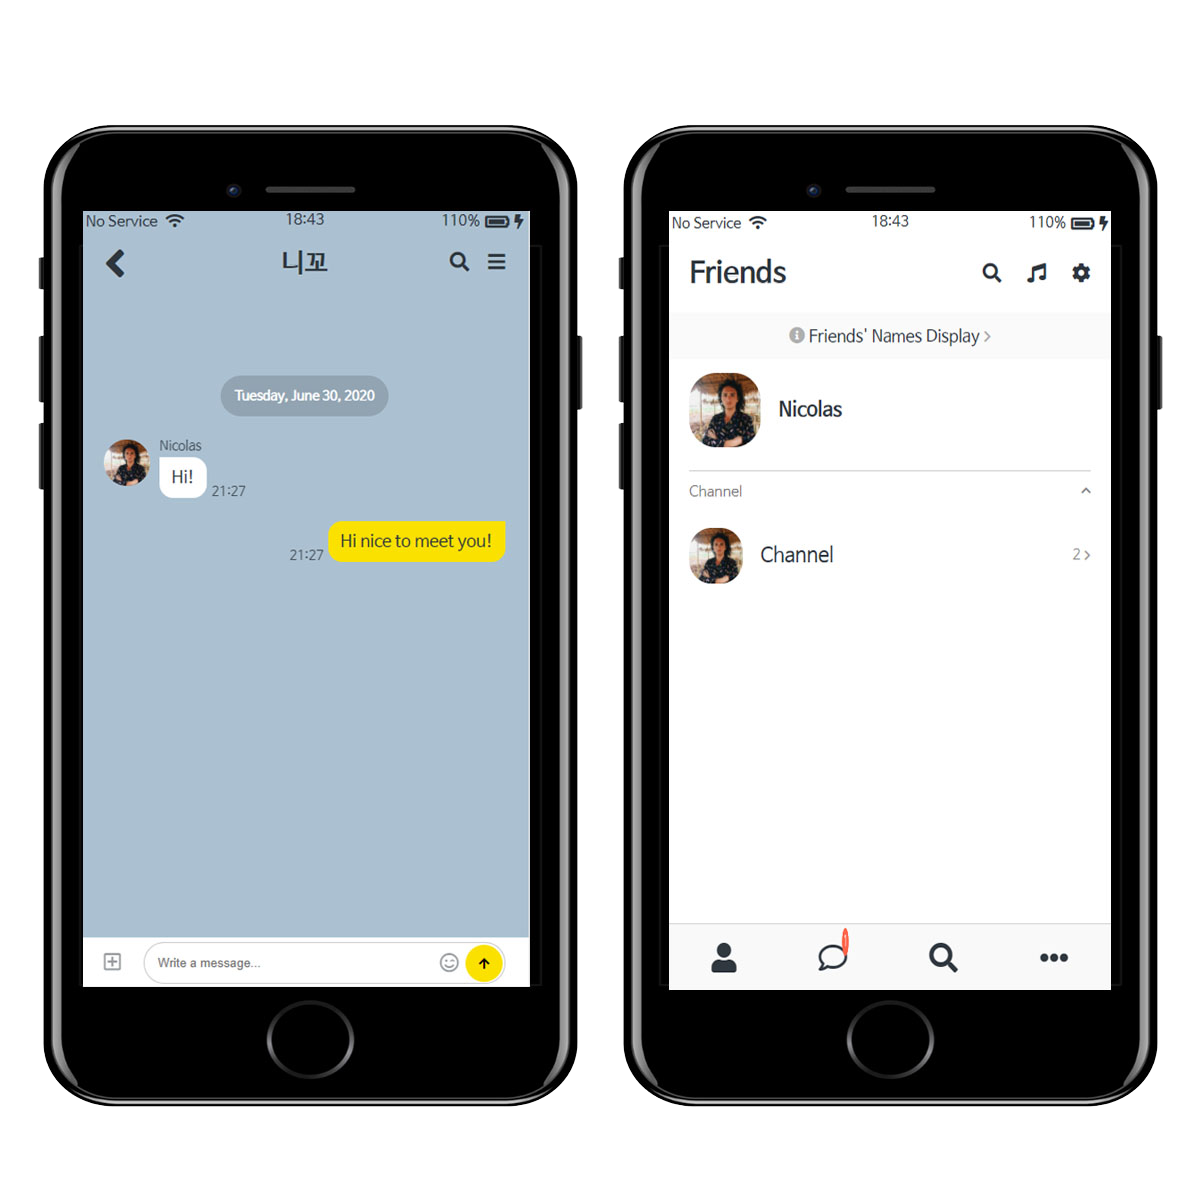 No Service 18:43 110%
니꼬
Tuesday, June 30, 2020
Nicolas
Hi! 21:27
21:27 Hi nice to meet you!
Write a message...
No Service 18:43 110%
Friends
Friends' Names Display
Nicolas
Channel
Channel 2